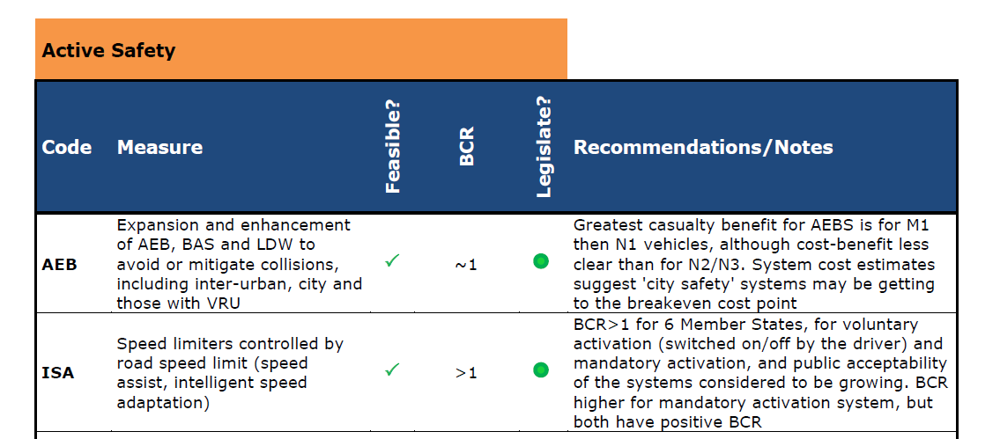 Active Safety
Code Measure Feasible? BCR Legislate? Recommendations/Notes
AEB
Expansion and enhancement
of AEB, BAS and LDW to
avoid or mitigate collisions,
including inter-urban, city and
those with VRU
✓
~1
Greatest casualty benefit for AEBS is for M1
then N1 vehicles, although cost-benefit less
clear than for N2/N3. System cost estimates
suggest 'city safety' systems may be getting
to the breakeven cost point
ISA
Speed limiters controlled by
road speed limit (speed
assist, intelligent speed
adaptation)
✓
>1
BCR>1 for 6 Member States, for voluntary
activation (switched on/off by the driver) and
mandatory activation, and public acceptability
of the systems considered to be growing. BCR
higher for mandatory activation system, but
both have positive BCR